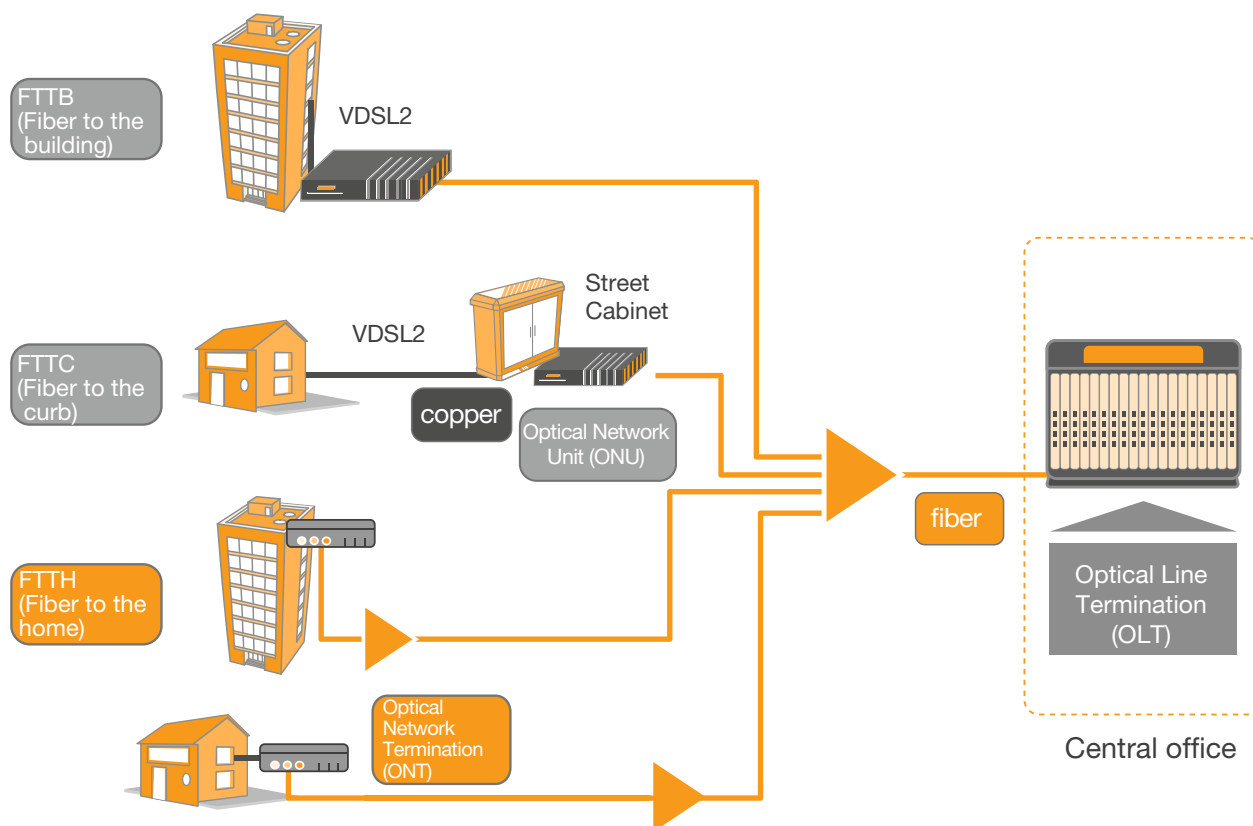 FTTB
(Fiber to the
building)
VDSL2
Street
Cabinet
VDSL2
FTTC
(Fiber to the
curb)
copper
Optical Network
Unit (ONU)
fiber
FTTH
(Fiber to the
home)
Optical Line
Termination
(OLT)
Optical
Network
Termination
(ONT)
Central office